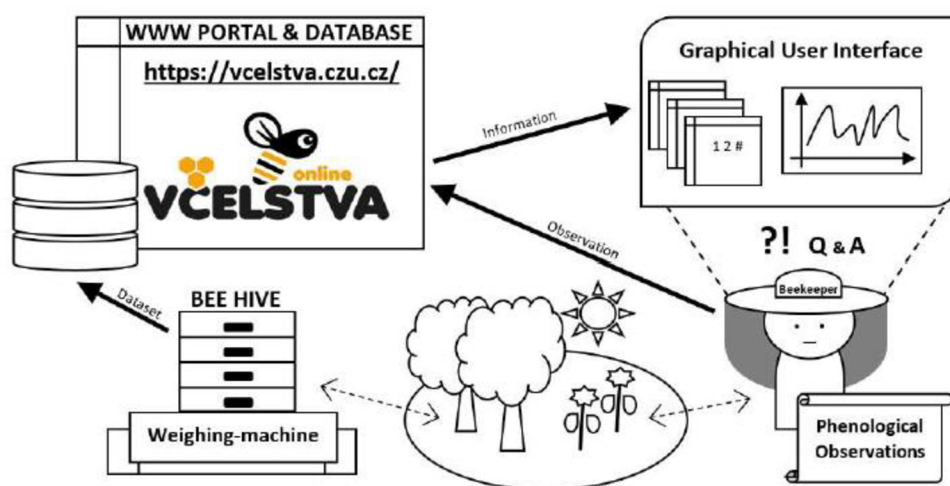 WWW PORTAL & DATABASE
https://vcelstva.czu.cz/
online
VCELSTVA
Information
Observation
Dataset
Graphical User Interface
1 2 #
?! Q & A
Beekeeper
BEE HIVE
Weighing-machine
Phenological
Observations